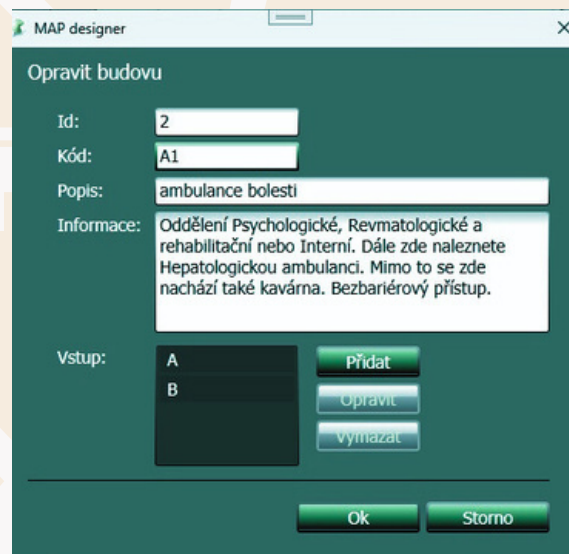 MAP designer
Opravit budovu
Id: 2
Kód: A1
Popis: ambulance bolesti
Informace: Oddělení Psychologické, Revmatologické a
rehabilitační nebo Interní. Dále zde naleznete
Hepatologickou ambulanci. Mimo to se zde
nachází také kavárna. Bezbariérový přístup.
Vstup: A Přidat
B Opravit
Vymazat
Ok Storno